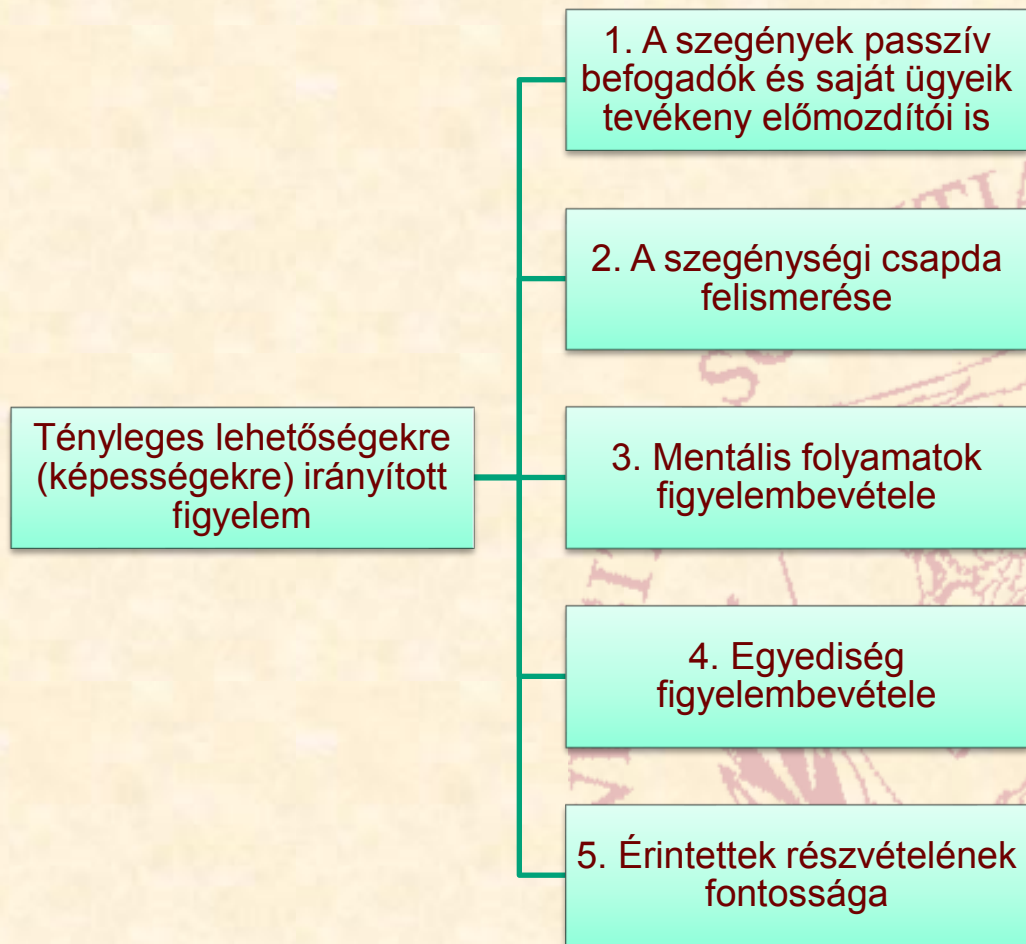 1. A szegények passzív
befogadók és saját ügyeik
tevékeny előmozdítói is
2. A szegénységi csapda
felismerése
Tényleges lehetőségekre
(képességekre) irányított
figyelem
3. Mentális folyamatok
figyelembevétele
4. Egyediség
figyelembevétele
5. Érintettek részvételének
fontossága